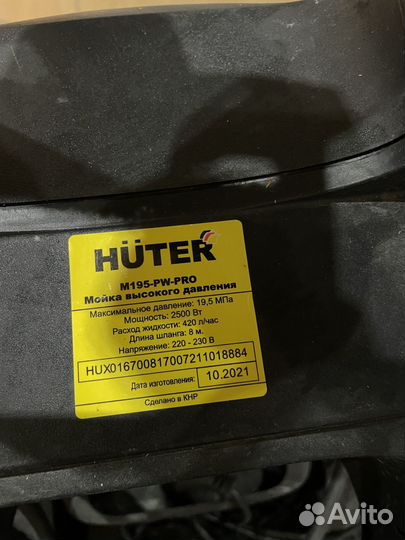 HÜTER
M195-PW-PRO
Мойка высокого давления
Максимальное давление: 19,5 МПа
Мощность: 2500 Вт
Расход жидкости: 420 л/час
Длина шланга: 8 м.
Напряжение: 220 - 230 В
HUX016700817007211018884
Дата изготовления: 10.2021
Сделано в КНР
Avito